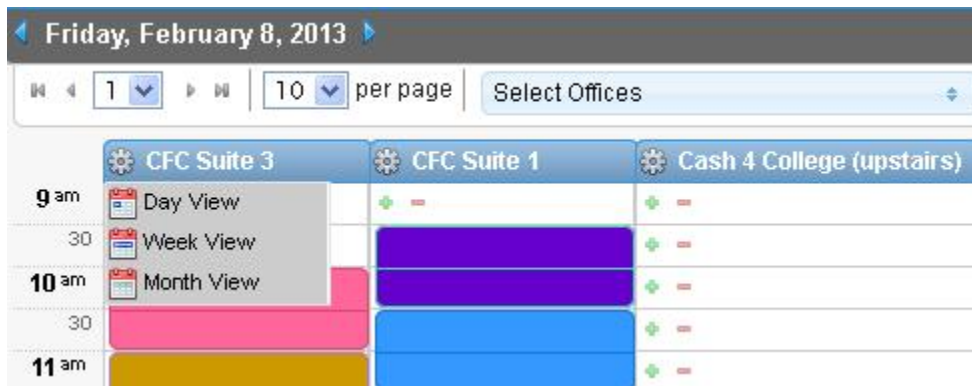 Friday, February 8, 2013
1 10 per page Select Offices
CFC Suite 3 CFC Suite 1 Cash 4 College (upstairs)
9 am Day View
30 Week View
10 am Month View
30
11 am